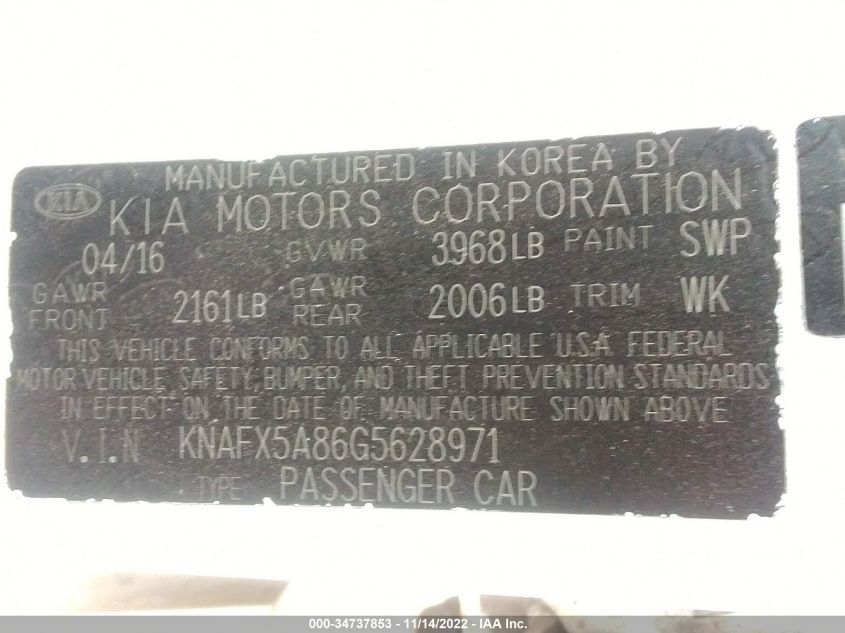 MANUFACTURED IN KOREA BY
KIA KIA MOTORS CORPORATION
04/16 GVWR 3968LB PAINT SWP
GAWR FRONT 2161LB GAWR REAR 2006LB TRIM WK
THIS VEHICLE CONFORMS TO ALL APPLICABLE U.S.A. FEDERAL
MOTOR VEHICLE SAFETY, BUMPER, AND THEFT PREVENTION STANDARDS
IN EFFECT ON THE DATE OF MANUFACTURE SHOWN ABOVE
V.I.N KNAFX5A86G5628971
TYPE PASSENGER CAR
000-34737853 - 11/14/2022 - IAA Inc.